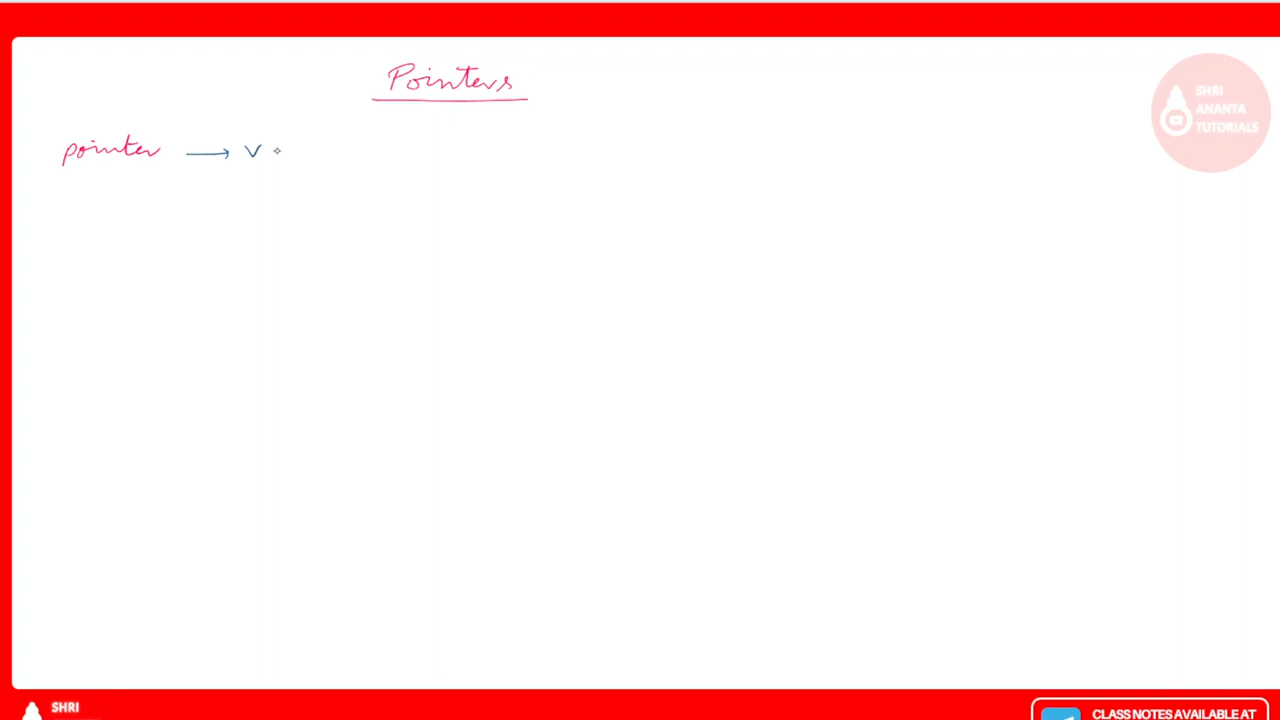 Pointers
SHRI
ANANTA
TUTORIALS
pointer → v
SHRI
CLASS NOTES AVAILABLE AT